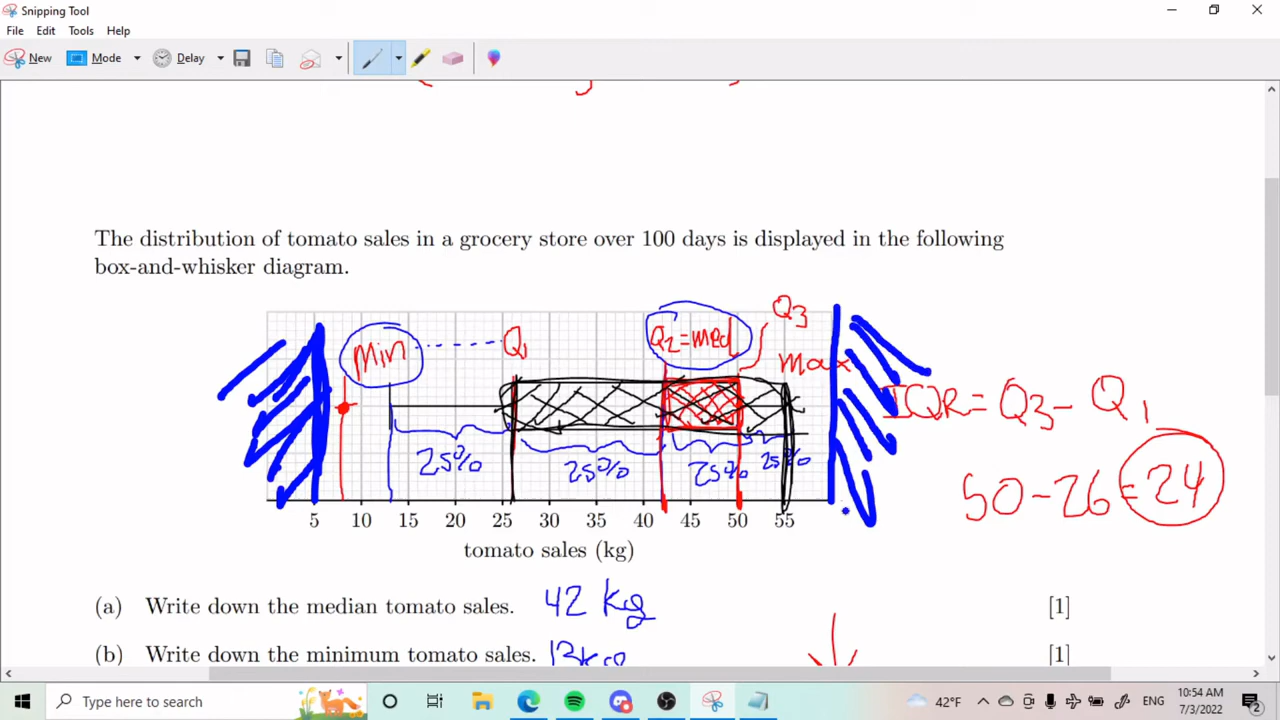 Snipping Tool
File Edit Tools Help
New Mode Delay
The distribution of tomato sales in a grocery store over 100 days is displayed in the following
box-and-whisker diagram.
Min Q1 Q2=med Q3
max
IQR= Q3- Q1
25% 25% 25% 25%
50-26=24
5 10 15 20 25 30 35 40 45 50 55
tomato sales (kg)
(a) Write down the median tomato sales. 42 kg [1]
(b) Write down the minimum tomato sales. 13kg [1]
Type here to search
42°F ENG
10:54 AM
7/3/2022
2